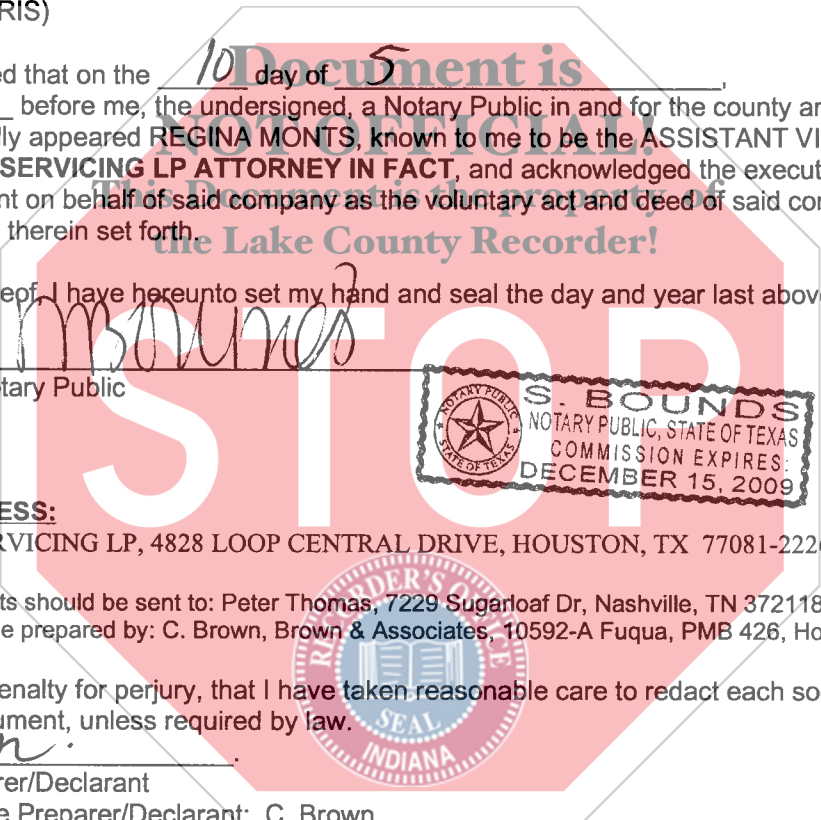 RIS)
ed that on the 10 day of 5,
before me, the undersigned, a Notary Public in and for the county an
ly appeared REGINA MONTS, known to me to be the ASSISTANT VI
SERVICING LP ATTORNEY IN FACT, and acknowledged the execut
nt on behalf of said company as the voluntary act and deed of said cor
therein set forth.
Document is
NOT OFFICIAL!
This Document is the property of
the Lake County Recorder!
eof, I have hereunto set my hand and seal the day and year last above
Bounds
STOP
tary Public
NOTARY PUBLIC
STATE OF TEXAS
S. BOUNDS
NOTARY PUBLIC, STATE OF TEXAS
COMMISSION EXPIRES:
DECEMBER 15, 2009
ESS:
RVICING LP, 4828 LOOP CENTRAL DRIVE, HOUSTON, TX 77081-2226
ts should be sent to: Peter Thomas, 7229 Sugarloaf Dr, Nashville, TN 372118
e prepared by: C. Brown, Brown & Associates, 10592-A Fuqua, PMB 426, Ho
enalty for perjury, that I have taken reasonable care to redact each so
ument, unless required by law.
rer/Declarant
e Preparer/Declarant: C. Brown
RECORDER'S OFFICE
SEAL
INDIANA